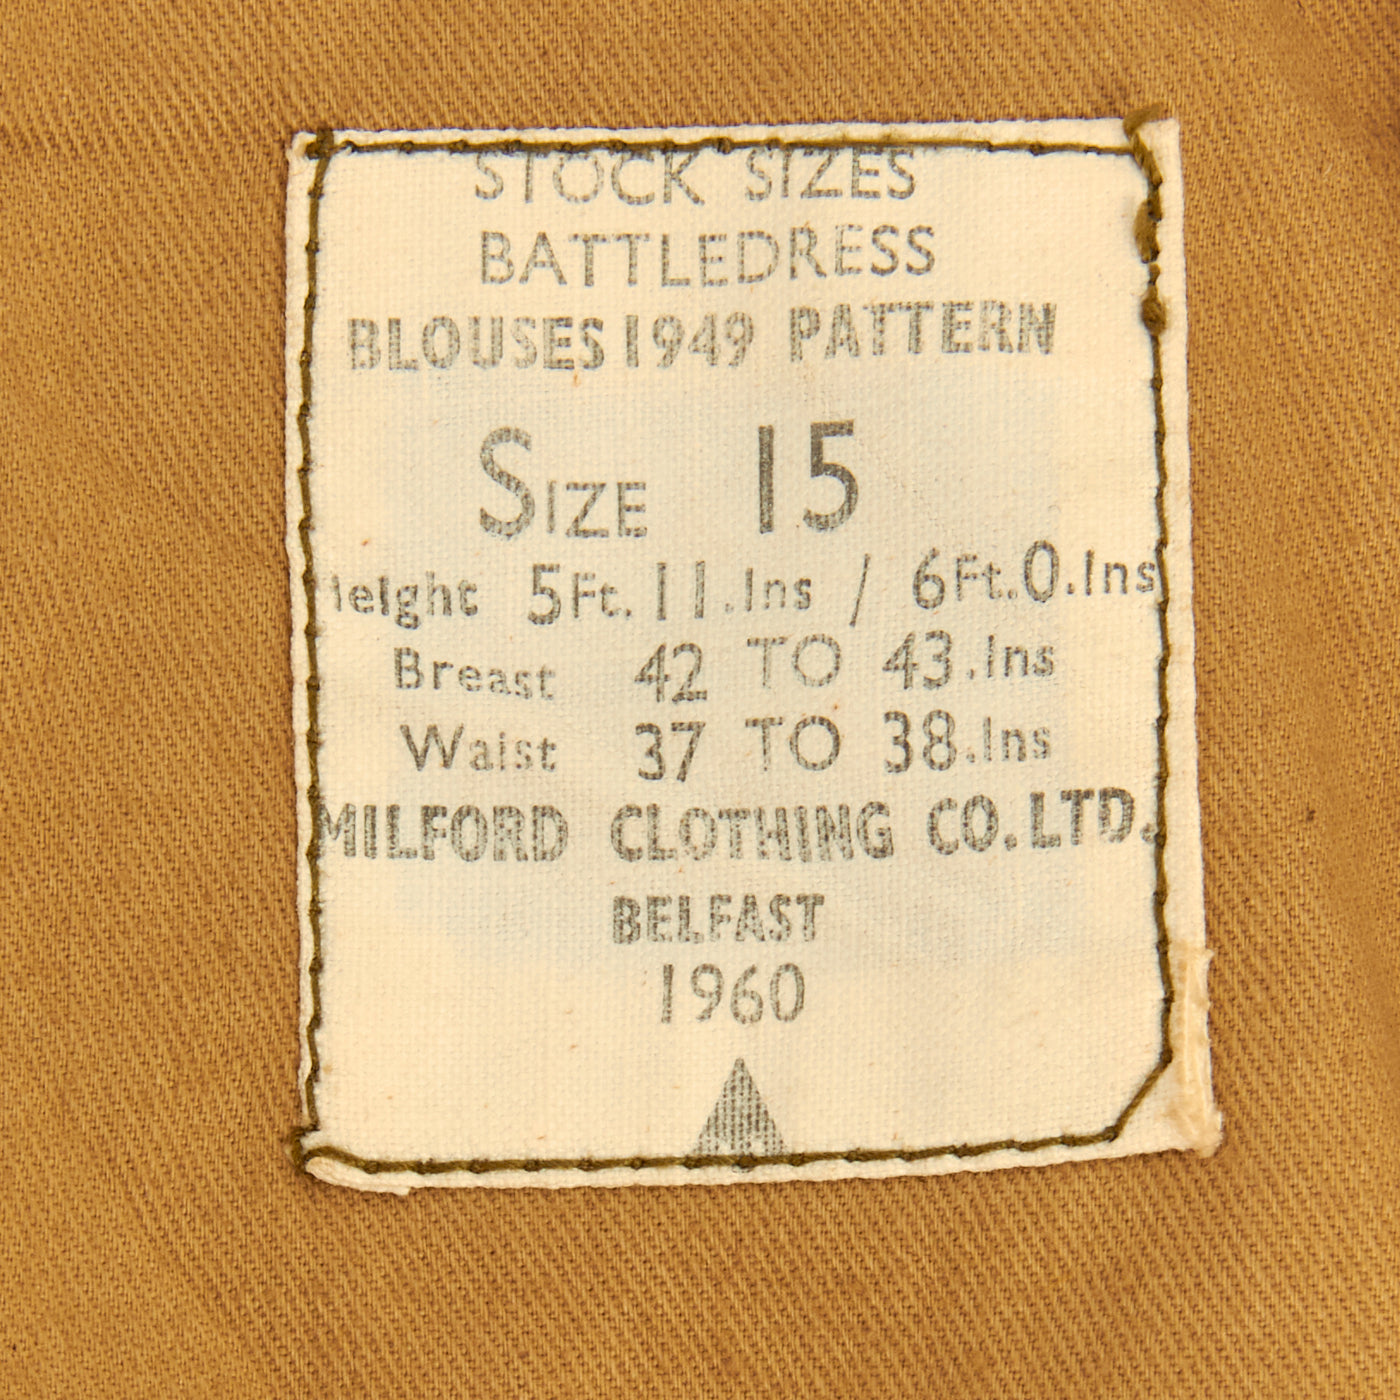 STOCK SIZES
BATTLEDRESS
BLOUSES 1949 PATTERN
SIZE 15
Height 5Ft. 11.Ins / 6Ft. 0.Ins
Breast 42 TO 43.Ins
Waist 37 TO 38.Ins
MILFORD CLOTHING CO. LTD.
BELFAST
1960